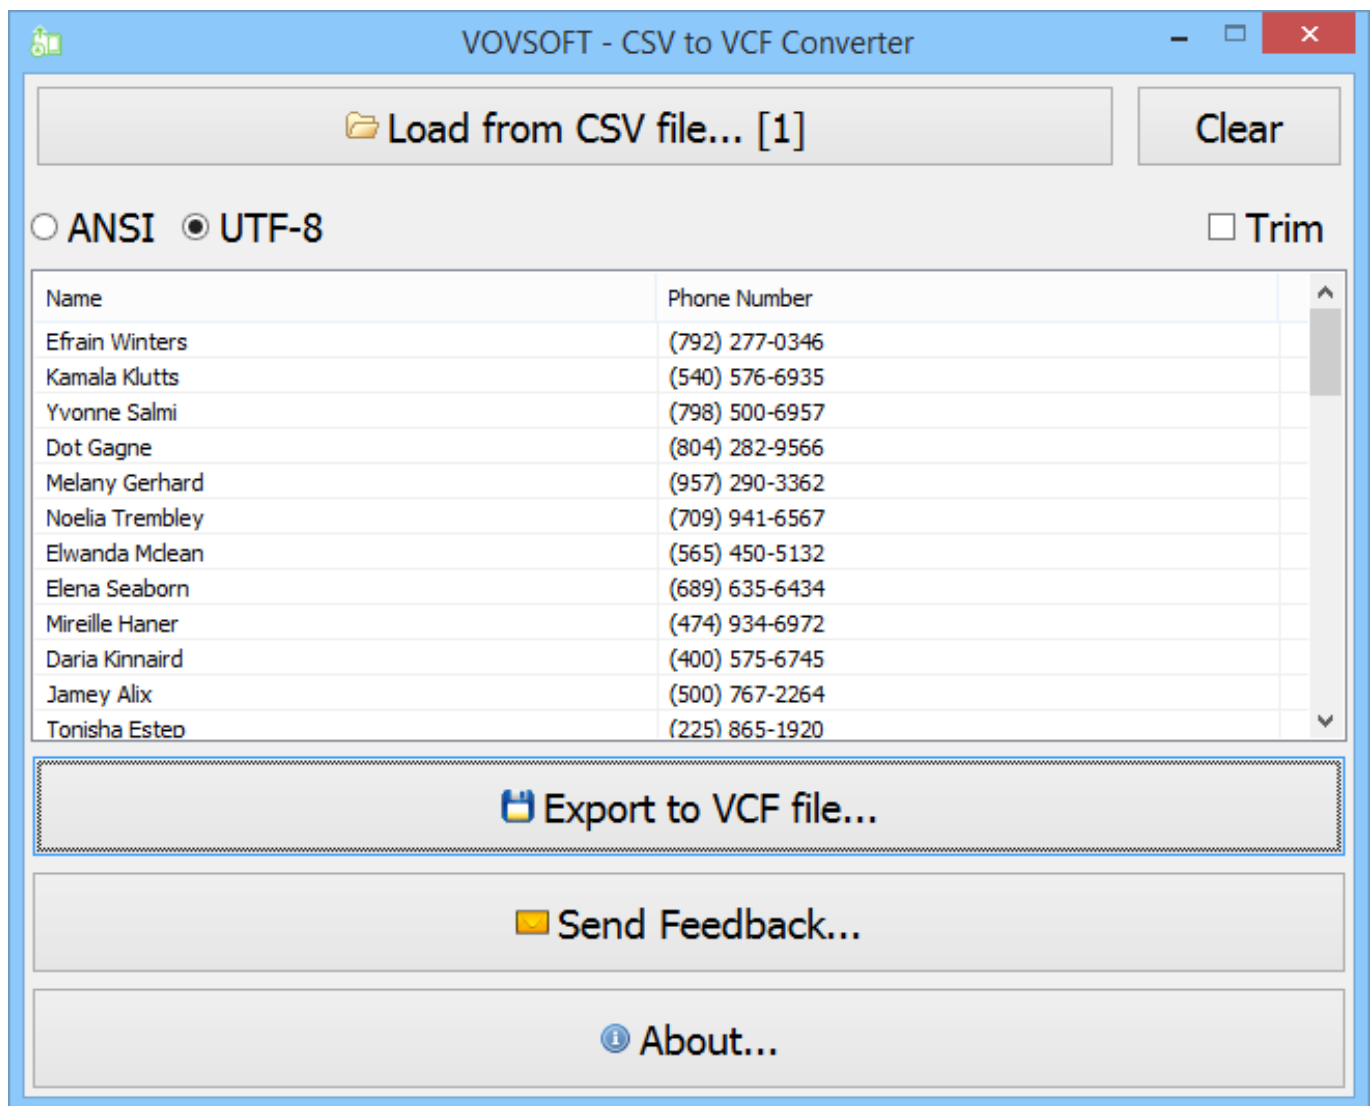 VOVSOFT - CSV to VCF Converter
Load from CSV file... [1] Clear
ANSI UTF-8 Trim
Name Phone Number
Efrain Winters (792) 277-0346
Kamala Klutts (540) 576-6935
Yvonne Salmi (798) 500-6957
Dot Gagne (804) 282-9566
Melany Gerhard (957) 290-3362
Noelia Trembley (709) 941-6567
Elwanda Mclean (565) 450-5132
Elena Seaborn (689) 635-6434
Mireille Haner (474) 934-6972
Daria Kinnaird (400) 575-6745
Jamey Alix (500) 767-2264
Tonisha Estep (225) 865-1920
Export to VCF file...
Send Feedback...
About...